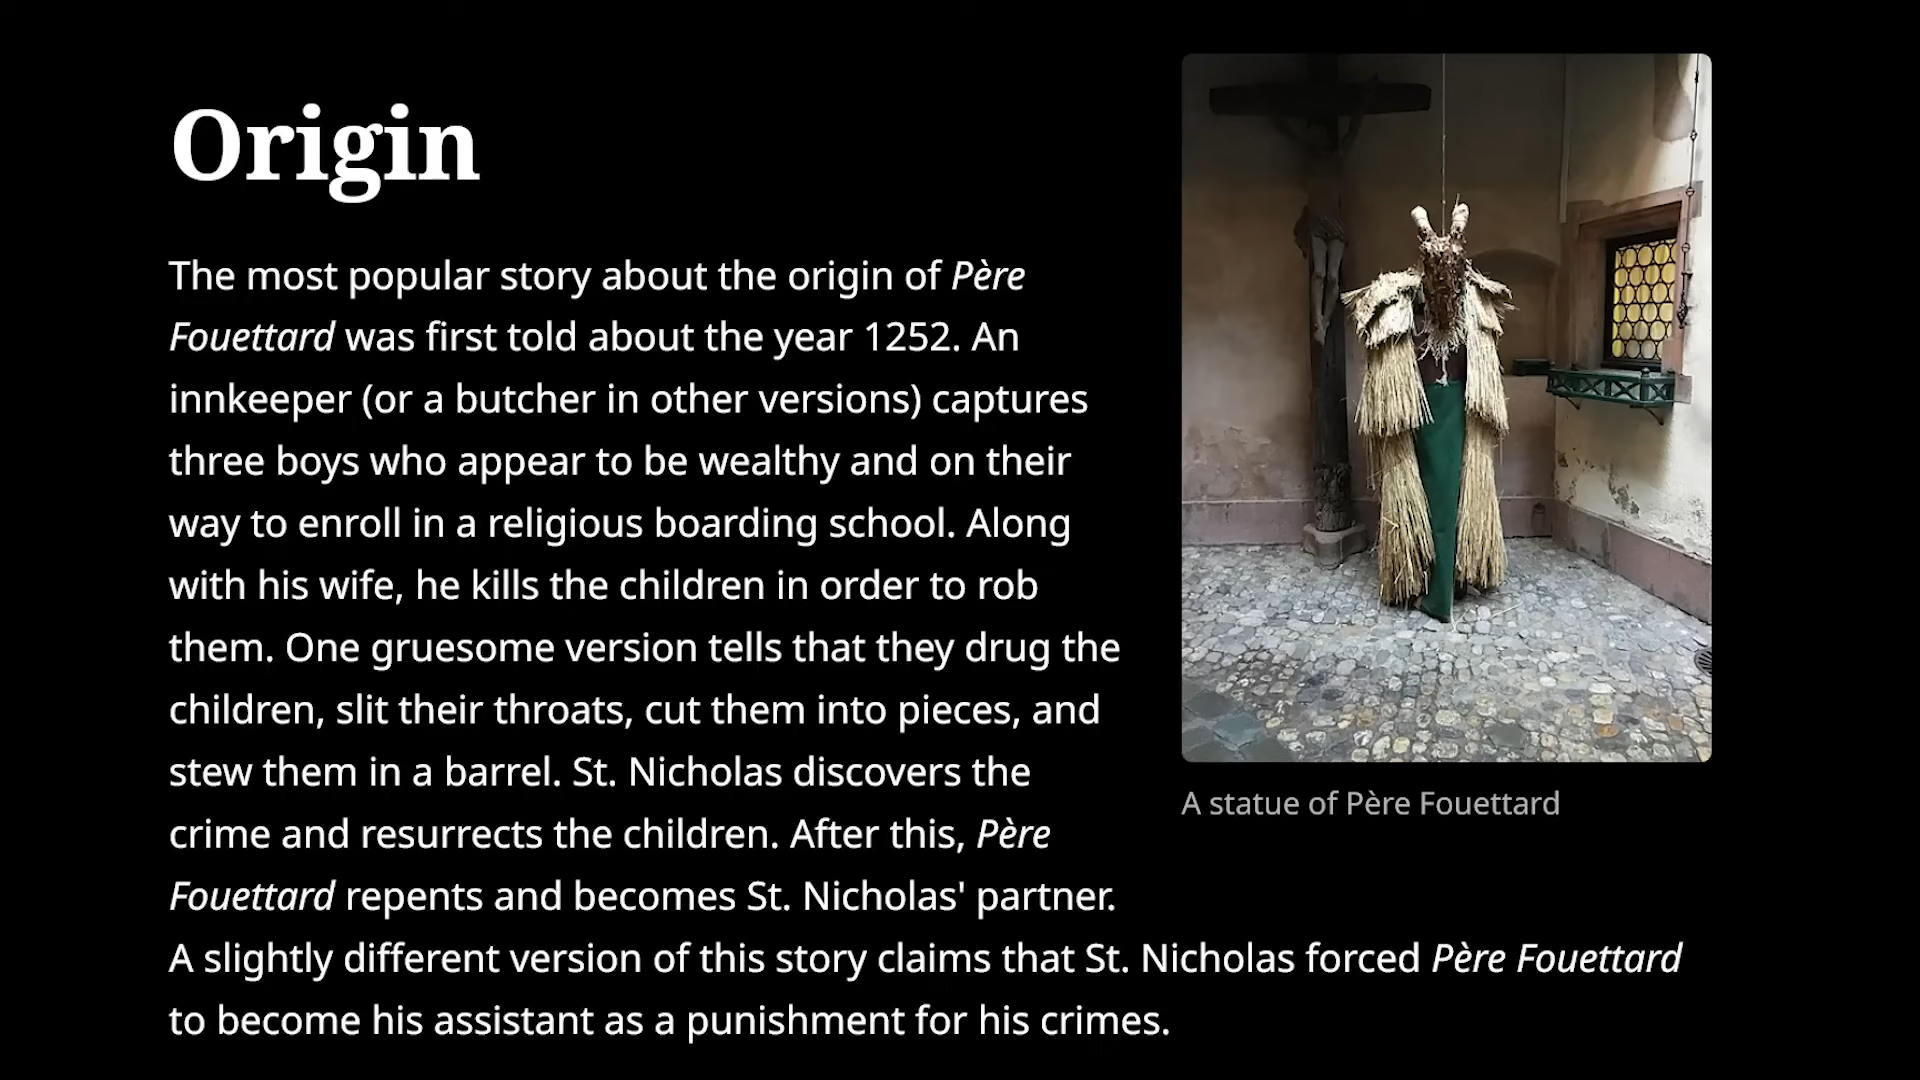 Origin
The most popular story about the origin of Père
Fouettard was first told about the year 1252. An
innkeeper (or a butcher in other versions) captures
three boys who appear to be wealthy and on their
way to enroll in a religious boarding school. Along
with his wife, he kills the children in order to rob
them. One gruesome version tells that they drug the
children, slit their throats, cut them into pieces, and
stew them in a barrel. St. Nicholas discovers the
crime and resurrects the children. After this, Père
Fouettard repents and becomes St. Nicholas' partner.
A slightly different version of this story claims that St. Nicholas forced Père Fouettard
to become his assistant as a punishment for his crimes.
A statue of Père Fouettard